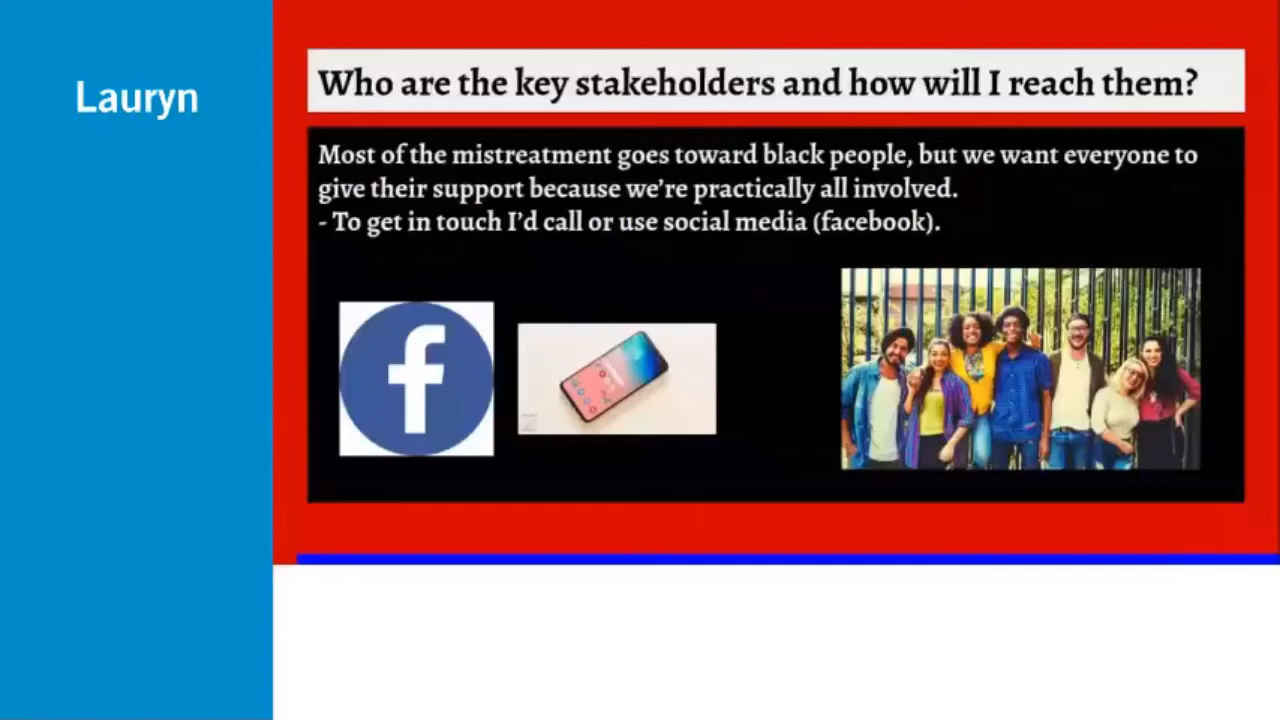 Lauryn
Who are the key stakeholders and how will I reach them?
Most of the mistreatment goes toward black people, but we want everyone to
give their support because we’re practically all involved.
- To get in touch I’d call or use social media (facebook).
f